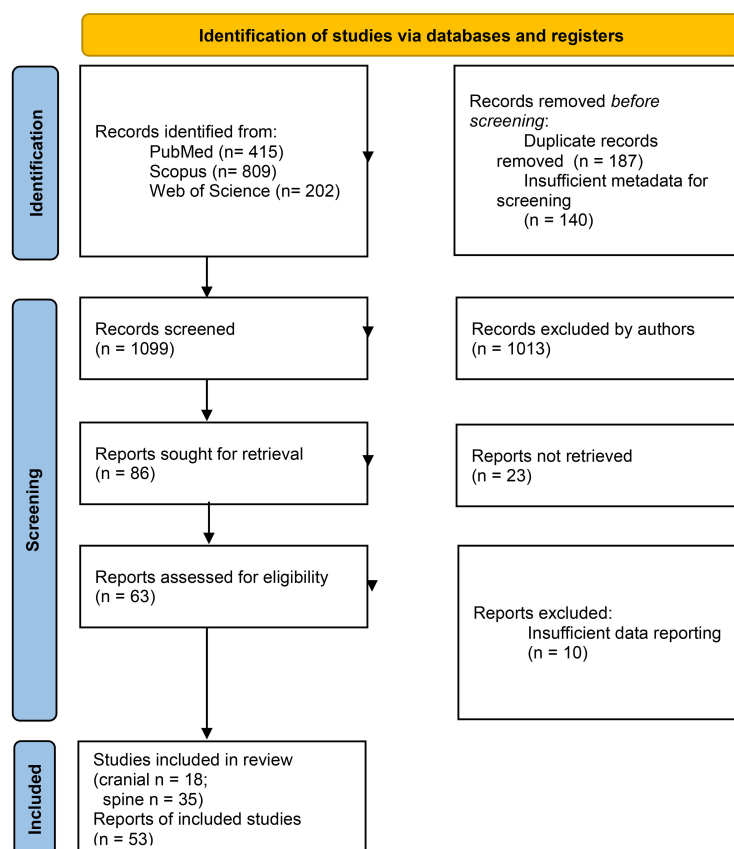 Identification of studies via databases and registers
Identification
Records identified from:
PubMed (n= 415)
Scopus (n= 809)
Web of Science (n= 202)
Records removed before
screening:
Duplicate records
removed (n = 187)
Insufficient metadata for
screening
(n = 140)
Screening
Records screened
(n = 1099)
Records excluded by authors
(n = 1013)
Reports sought for retrieval
(n = 86)
Reports not retrieved
(n = 23)
Reports assessed for eligibility
(n = 63)
Reports excluded:
Insufficient data reporting
(n = 10)
Included
Studies included in review
(cranial n = 18;
spine n = 35)
Reports of included studies
(n = 53)